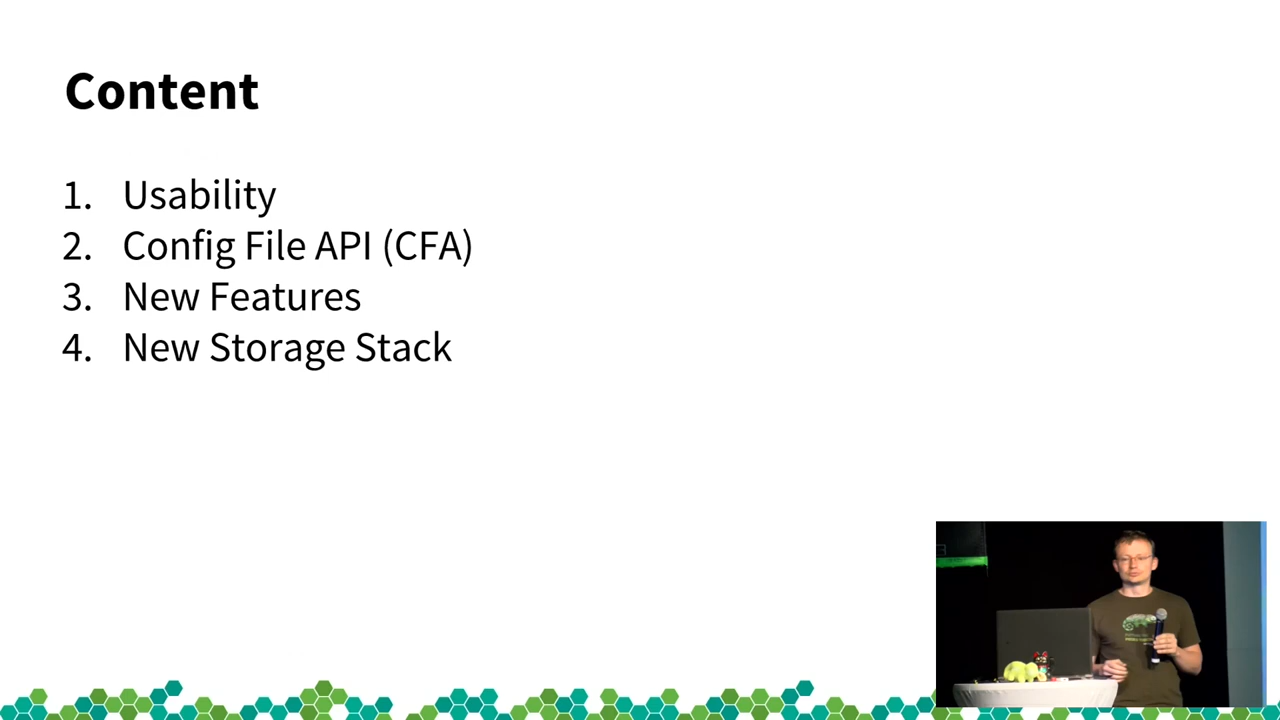 Content
1. Usability
2. Config File API (CFA)
3. New Features
4. New Storage Stack